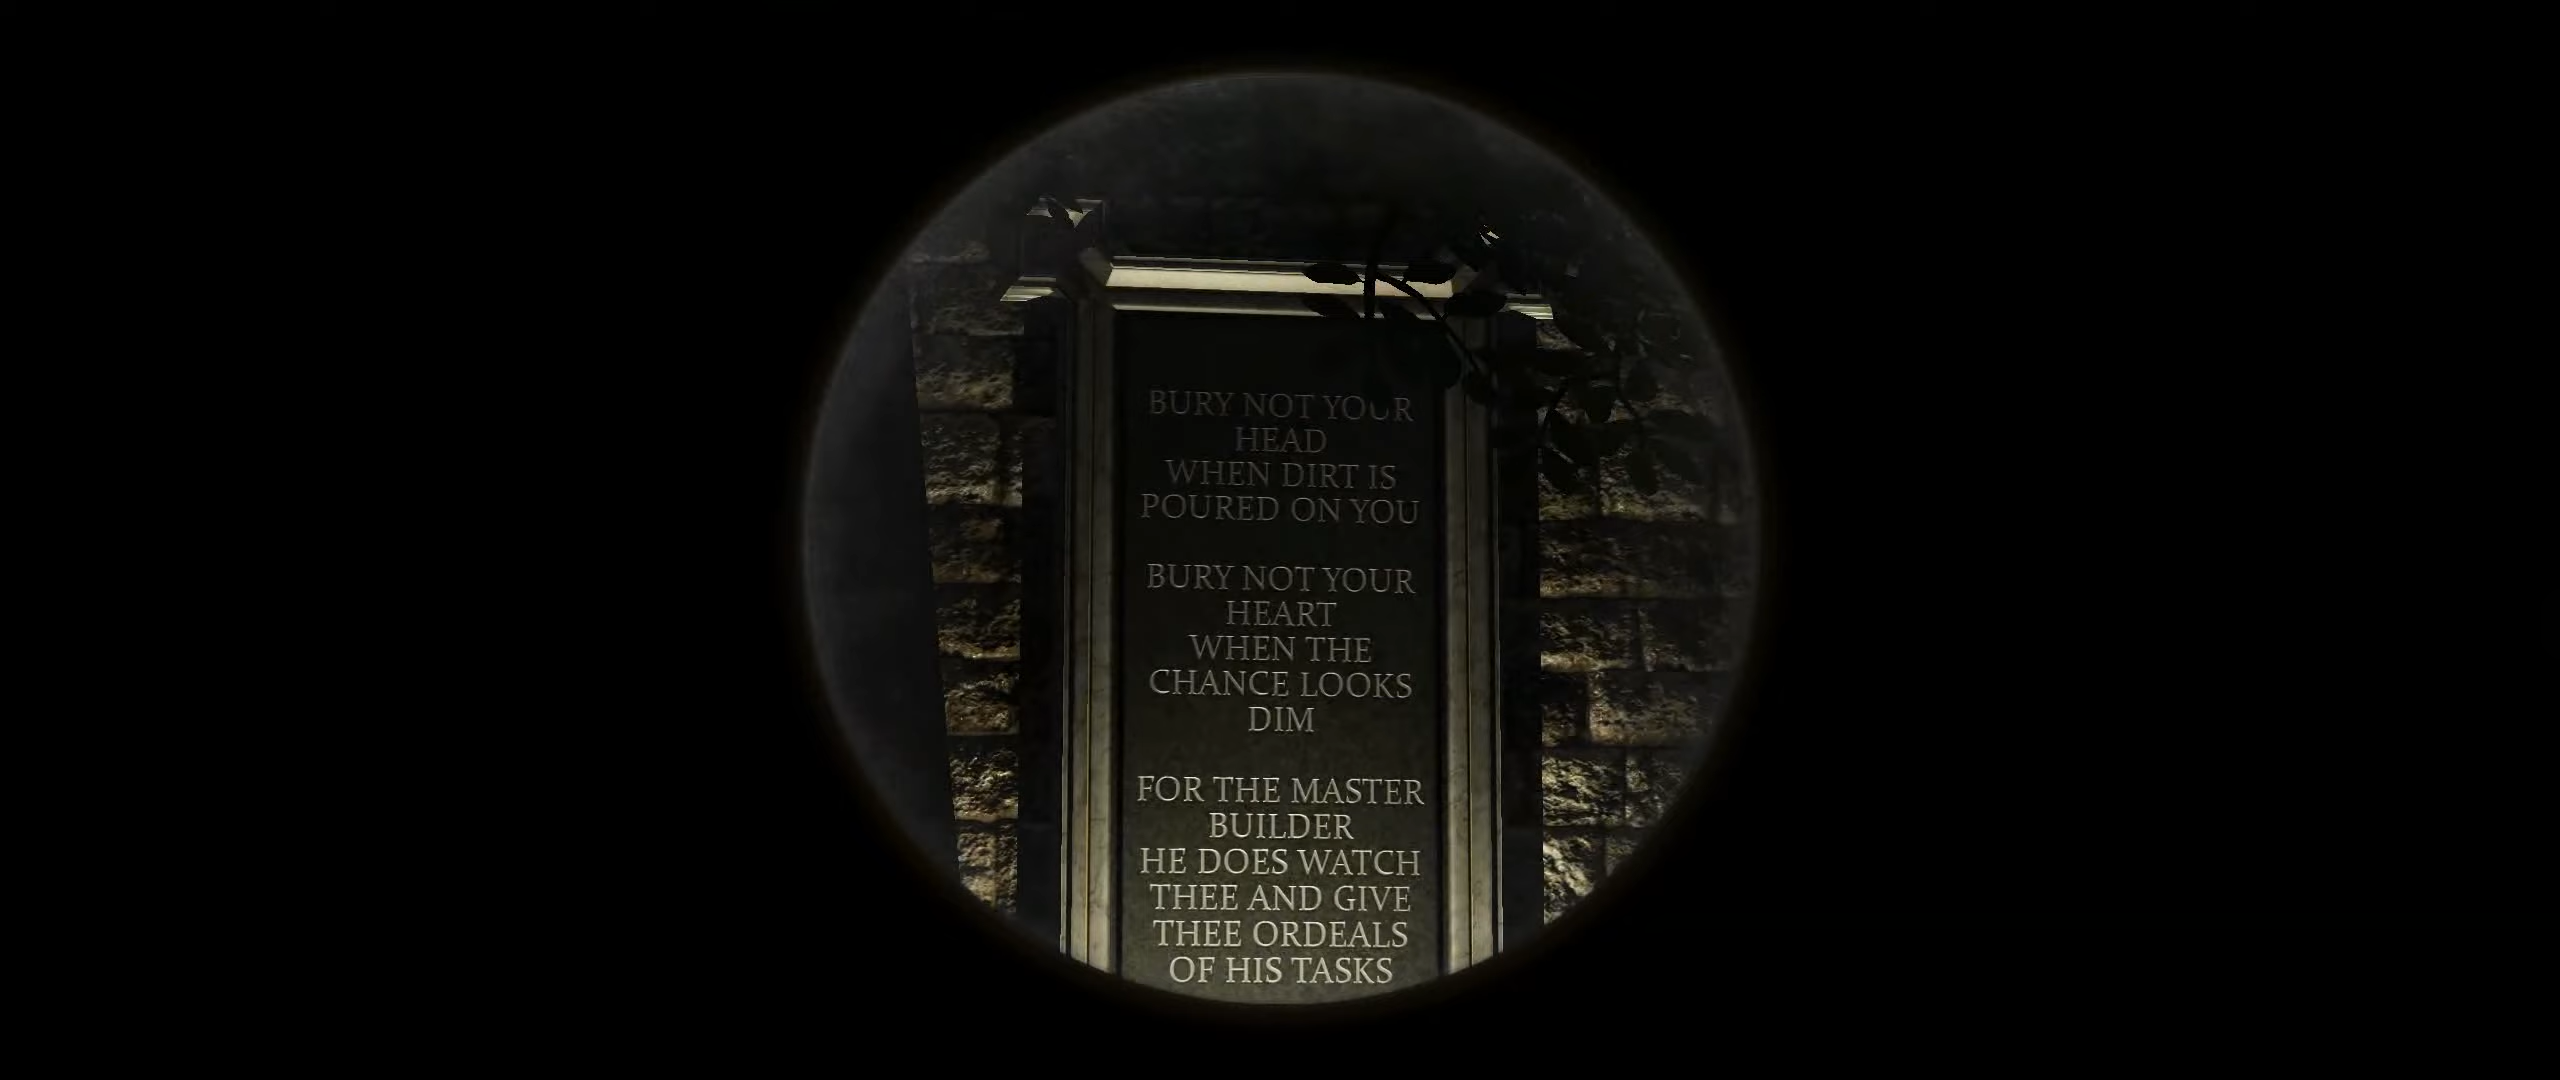 BURY NOT YOUR
HEAD
WHEN DIRT IS
POURED ON YOU
BURY NOT YOUR
HEART
WHEN THE
CHANCE LOOKS
DIM
FOR THE MASTER
BUILDER
HE DOES WATCH
THEE AND GIVE
THEE ORDEALS
OF HIS TASKS